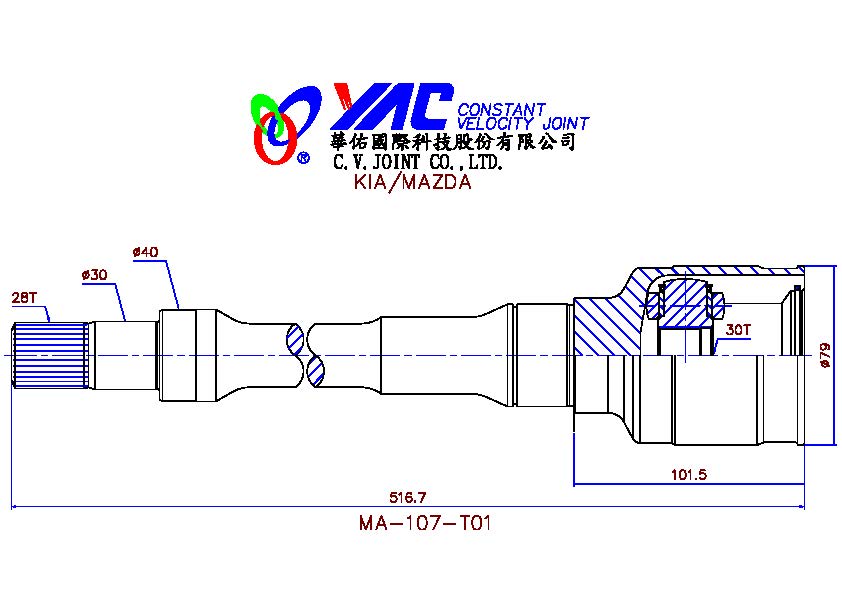 YAC CONSTANT
VELOCITY JOINT
®
華佑國際科技股份有限公司
C.V.JOINT CO.,LTD.
KIA/MAZDA
ø40
ø30
28T
30T
ø79
101.5
516.7
MA-107-T01